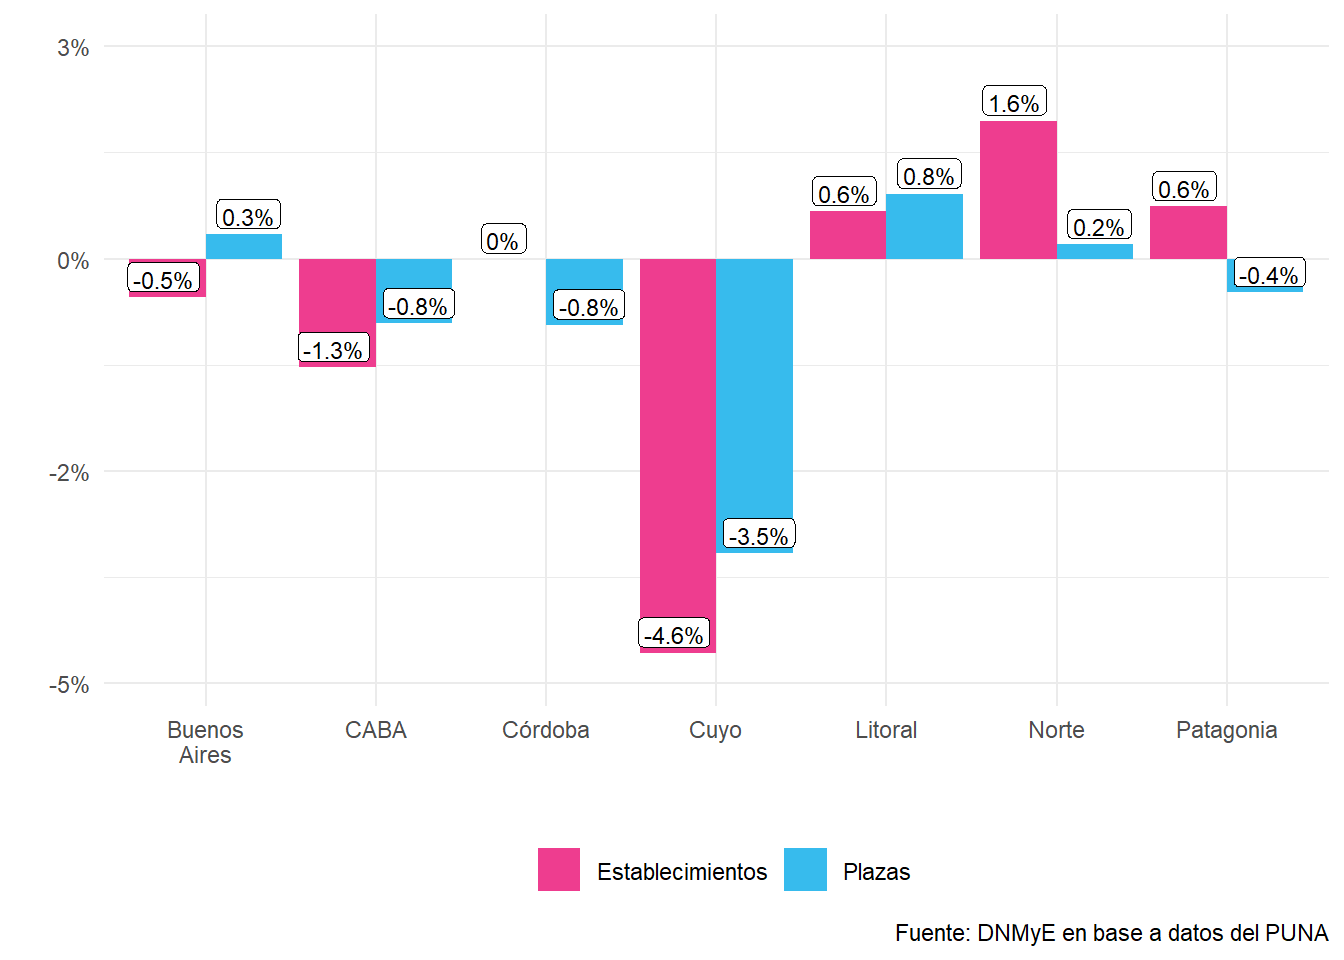 3%
0%
-2%
-5%
-0.5%
0.3%
-1.3%
-0.8%
0%
-0.8%
-4.6%
-3.5%
0.6%
0.8%
1.6%
0.2%
0.6%
-0.4%
Buenos
Aires
CABA
Córdoba
Cuyo
Litoral
Norte
Patagonia
Establecimientos
Plazas
Fuente: DNMyE en base a datos del PUNA